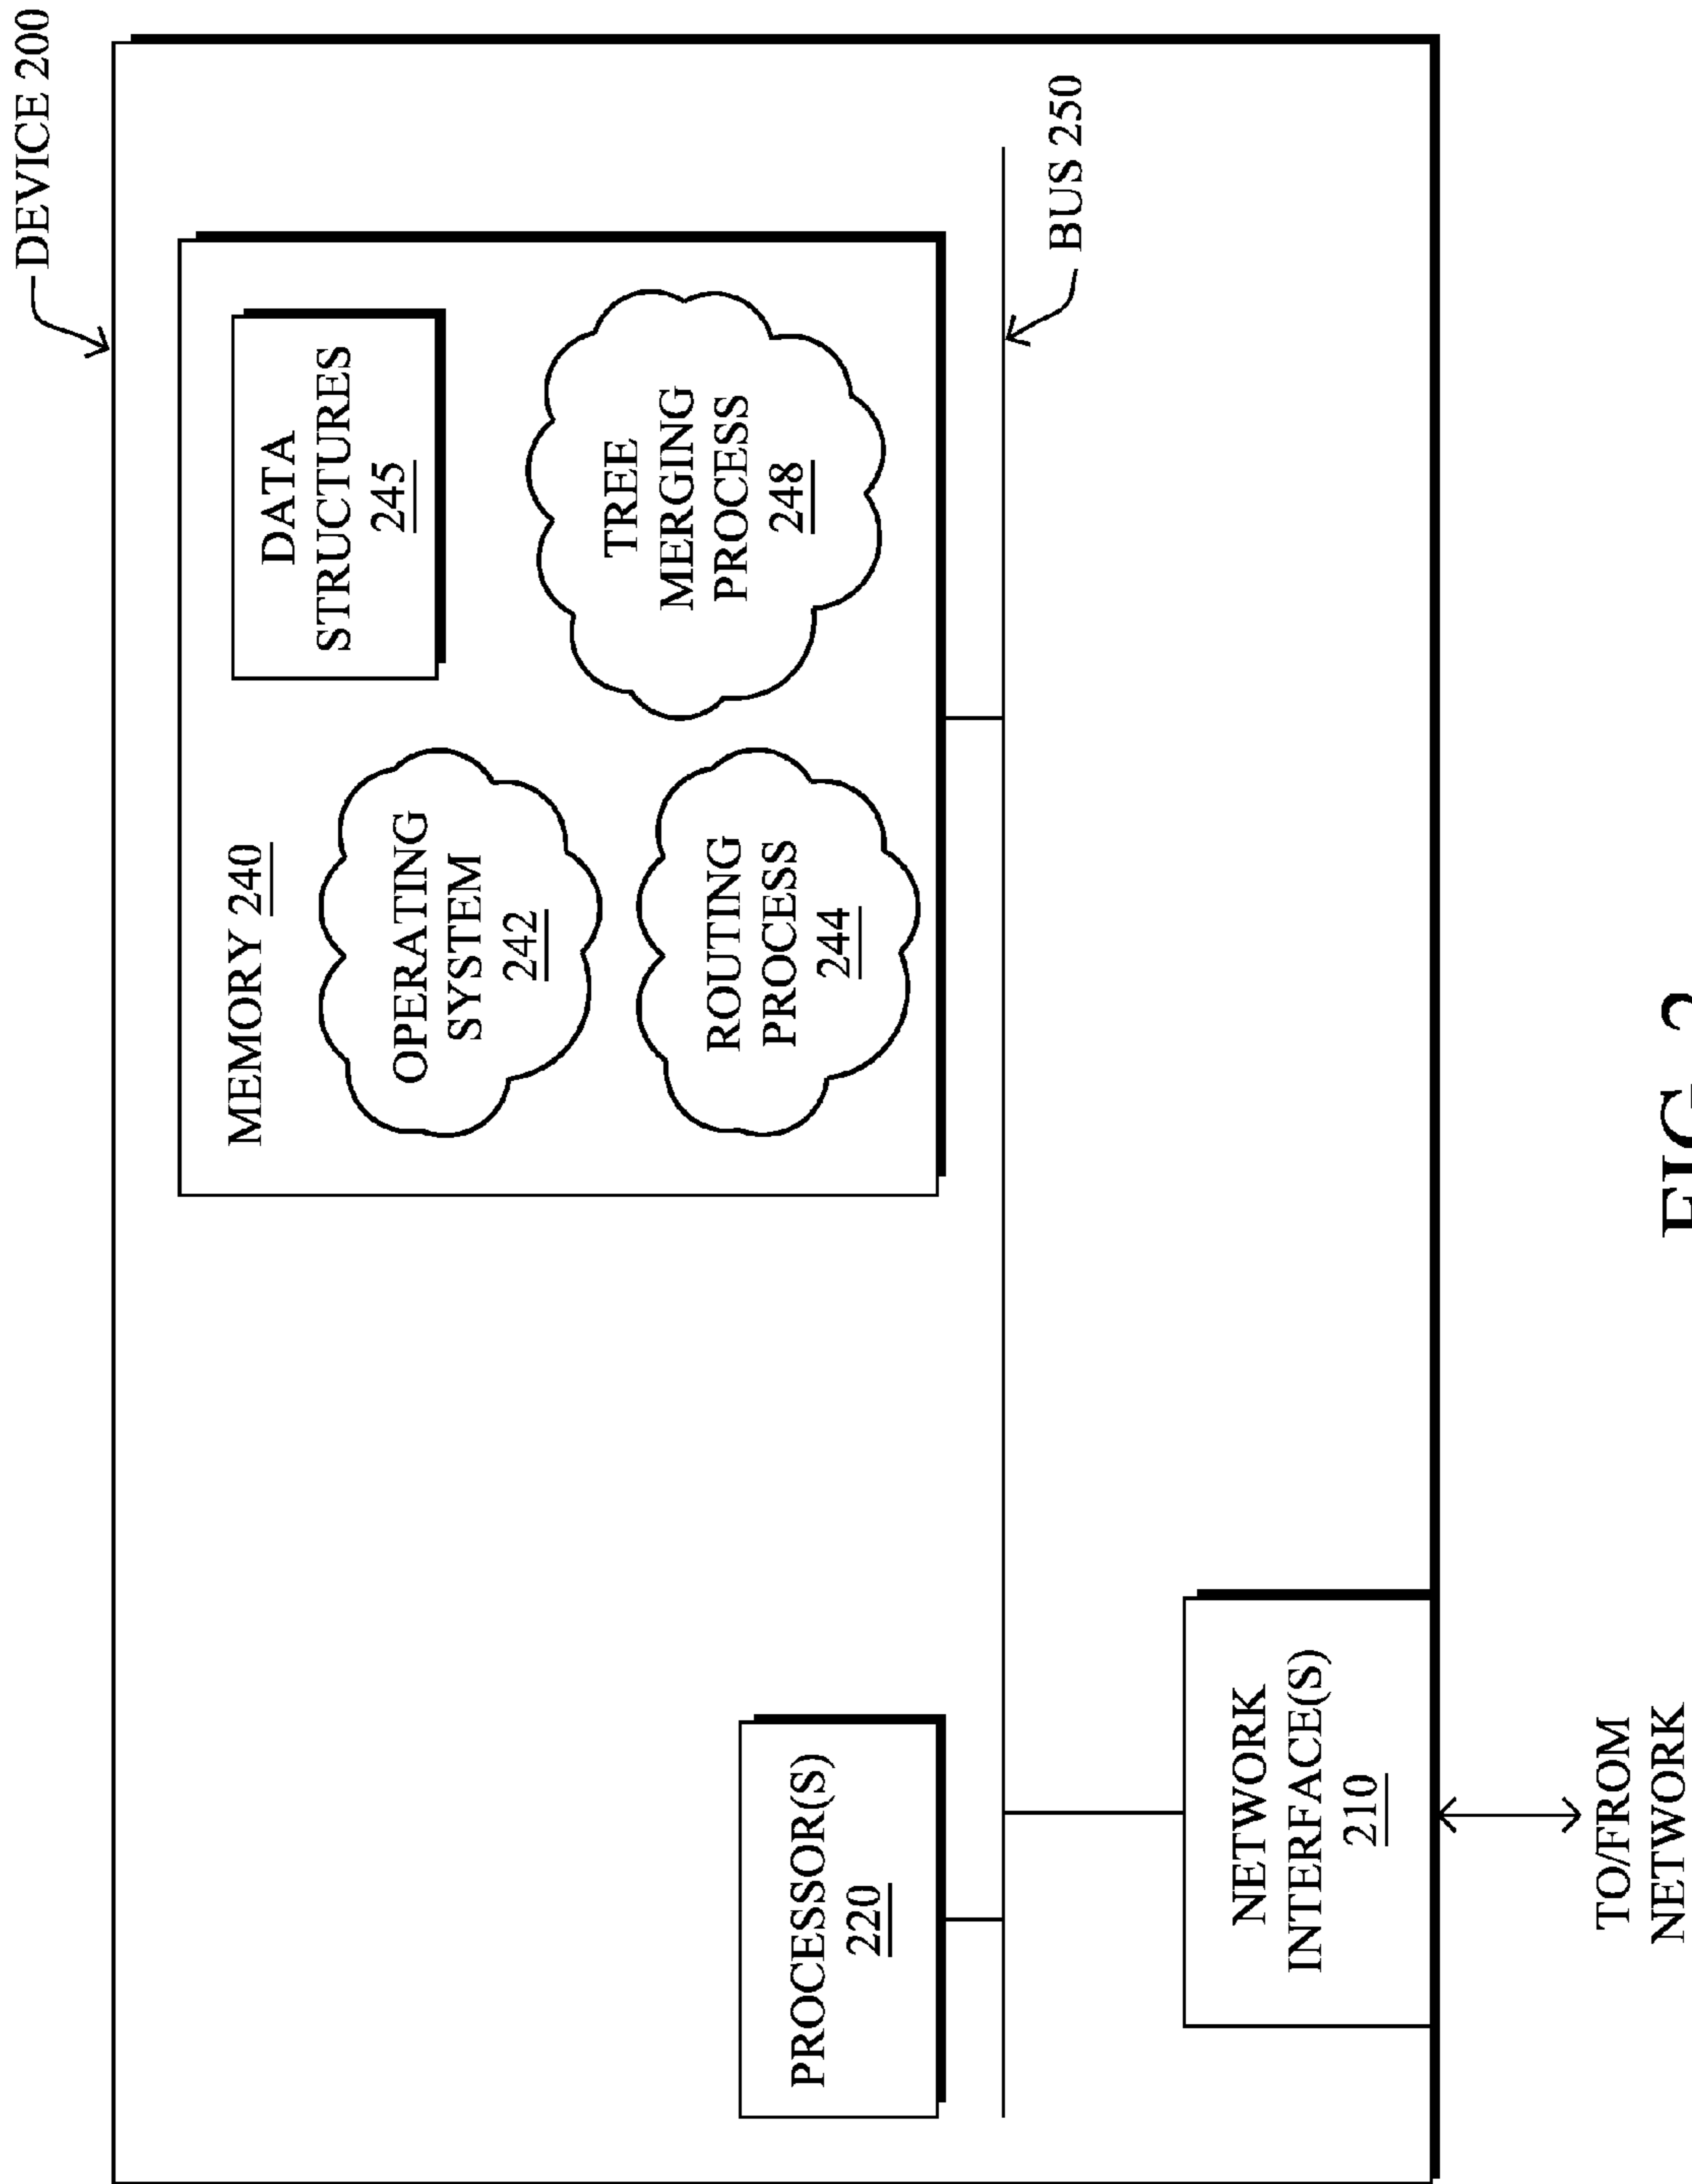 DEVICE 200
MEMORY 240
OPERATING
SYSTEM
242
DATA
STRUCTURES
245
ROUTING
PROCESS
244
TREE
MERGING
PROCESS
248
PROCESSOR(S)
220
BUS 250
NETWORK
INTERFACE(S)
210
TO/FROM
NETWORK